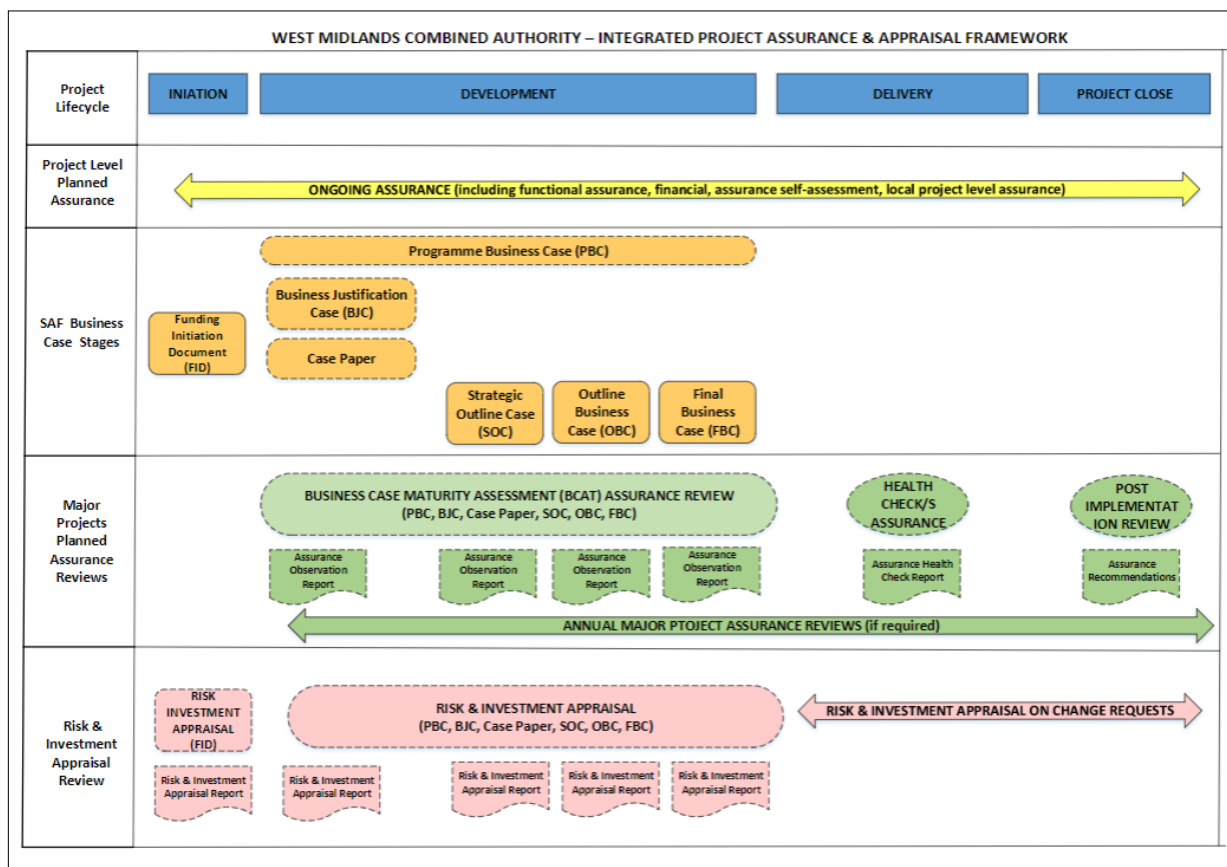 WEST MIDLANDS COMBINED AUTHORITY – INTEGRATED PROJECT ASSURANCE & APPRAISAL FRAMEWORK
Project
Lifecycle
INIATION
DEVELOPMENT
DELIVERY
PROJECT CLOSE
Project Level
Planned
Assurance
ONGOING ASSURANCE (including functional assurance, financial, assurance self-assessment, local project level assurance)
SAF Business
Case Stages
Programme Business Case (PBC)
Business Justification
Case (BJC)
Funding
Initiation
Document
(FID)
Case Paper
Strategic
Outline Case
(SOC)
Outline
Business
Case (OBC)
Final
Business
Case (FBC)
Major
Projects
Planned
Assurance
Reviews
BUSINESS CASE MATURITY ASSESSMENT (BCAT) ASSURANCE REVIEW
(PBC, BJC, Case Paper, SOC, OBC, FBC)
HEALTH
CHECK/S
ASSURANCE
POST
IMPLEMENTAT
ION REVIEW
Assurance
Observation
Report
Assurance
Observation
Report
Assurance
Observation
Report
Assurance
Observation
Report
Assurance Health
Check Report
Assurance
Recommendations
ANNUAL MAJOR PTOJECT ASSURANCE REVIEWS (if required)
Risk &
Investment
Appraisal
Review
RISK
INVESTMENT
APPRAISAL
(FID)
RISK & INVESTMENT APPRAISAL
(PBC, BJC, Case Paper, SOC, OBC, FBC)
RISK & INVESTMENT APPRAISAL ON CHANGE REQUESTS
Risk & Investment
Appraisal Report
Risk & Investment
Appraisal Report
Risk & Investment
Appraisal Report
Risk & Investment
Appraisal Report
Risk & Investment
Appraisal Report